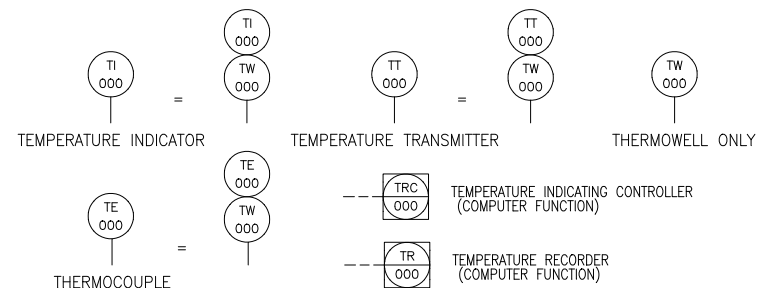 TI
000
TI
000
=
TW
000
TEMPERATURE INDICATOR
TT
000
TT
000
=
TW
000
TEMPERATURE TRANSMITTER
TW
000
THERMOWELL ONLY
TE
000
TE
000
=
TW
000
THERMOCOUPLE
TRC
000
TEMPERATURE INDICATING CONTROLLER
(COMPUTER FUNCTION)
TR
000
TEMPERATURE RECORDER
(COMPUTER FUNCTION)